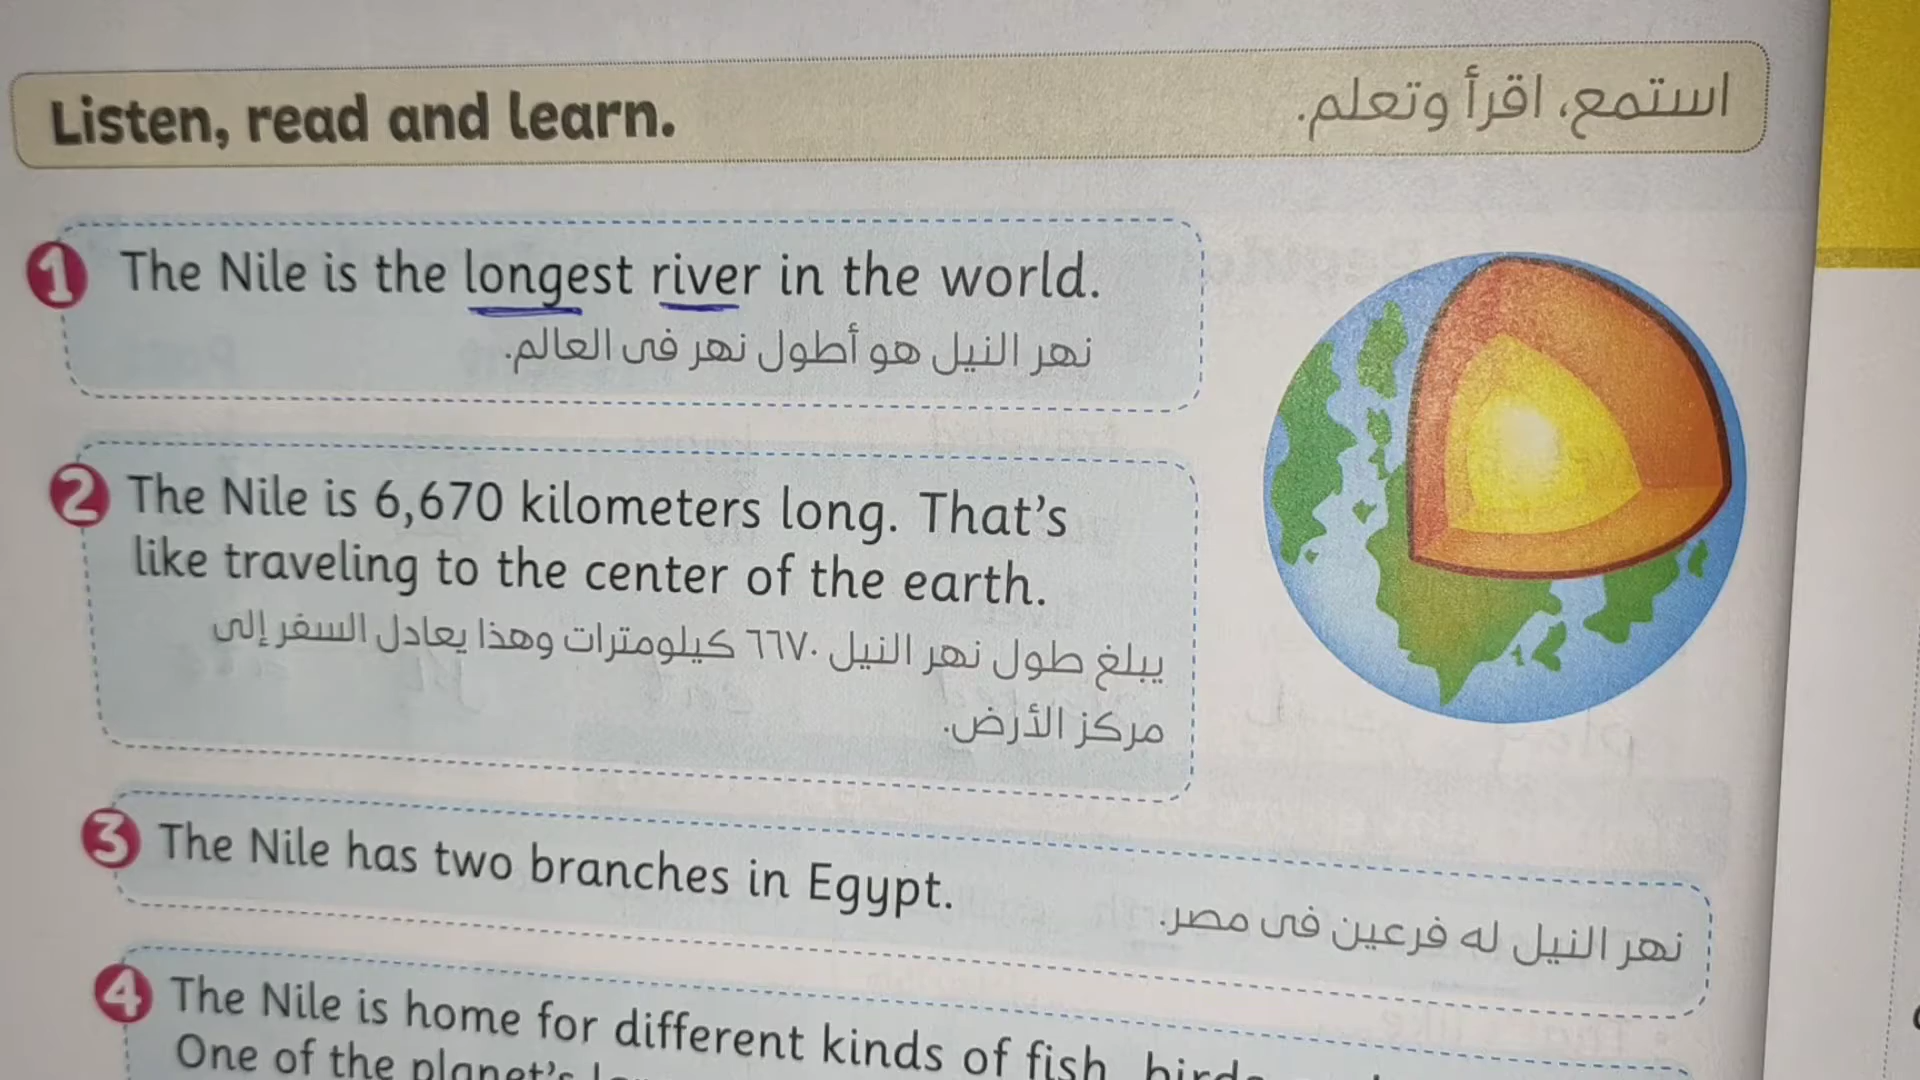 Listen, read and learn.
استمع، اقرأ وتعلم.
1 The Nile is the longest river in the world.
نهر النيل هو أطول نهر فى العالم.
2 The Nile is 6,670 kilometers long. That's
like traveling to the center of the earth.
يبلغ طول نهر النيل ٦٦٧٠ كيلومترات وهذا يعادل السفر إلى
مركز الأرض.
3 The Nile has two branches in Egypt.
نهر النيل له فرعين فى مصر.
4 The Nile is home for different kinds of fish,
One of the planet's